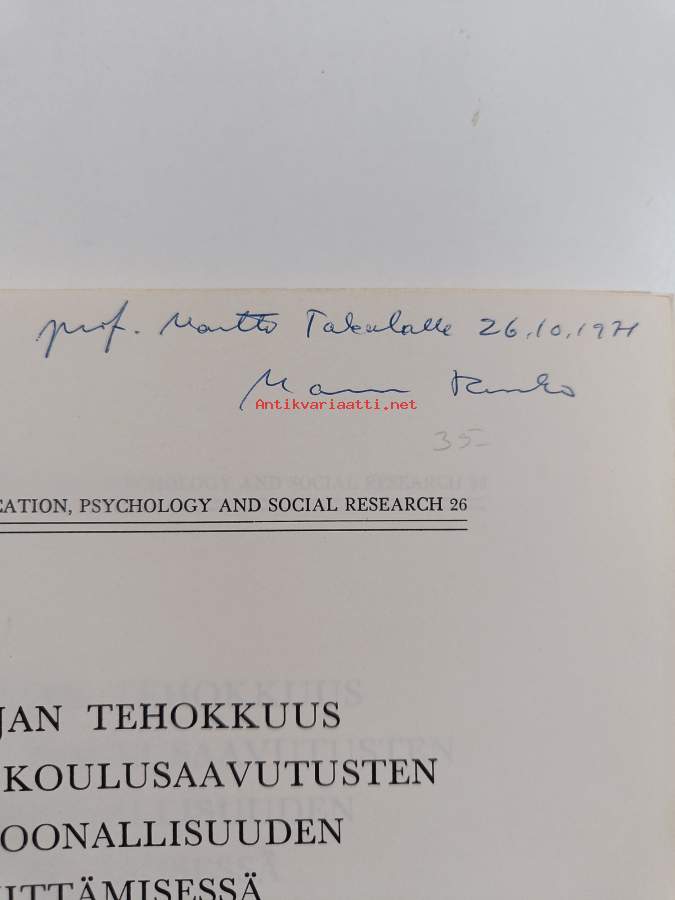 prof. Martti Takalalle 26.10.1971
Antikvariaatti.net
35-
CATION, PSYCHOLOGY AND SOCIAL RESEARCH 26
JAN TEHOKKUUS
KOULUSAAVUTUSTEN
OONALLISUUDEN
ITTÄMISESSÄ